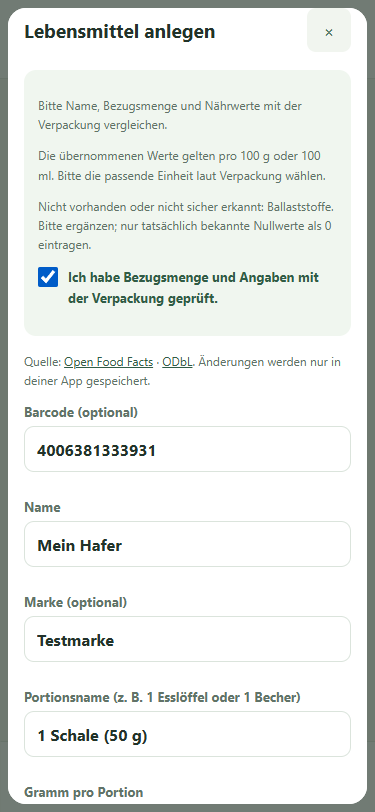 Lebensmittel anlegen
×
Bitte Name, Bezugsmenge und Nährwerte mit der
Verpackung vergleichen.
Die übernommenen Werte gelten pro 100 g oder 100
ml. Bitte die passende Einheit laut Verpackung wählen.
Nicht vorhanden oder nicht sicher erkannt: Ballaststoffe.
Bitte ergänzen; nur tatsächlich bekannte Nullwerte als 0
eintragen.
Ich habe Bezugsmenge und Angaben mit
der Verpackung geprüft.
Quelle: Open Food Facts · ODbL. Änderungen werden nur in
deiner App gespeichert.
Barcode (optional)
4006381333931
Name
Mein Hafer
Marke (optional)
Testmarke
Portionsname (z. B. 1 Esslöffel oder 1 Becher)
1 Schale (50 g)
Gramm pro Portion